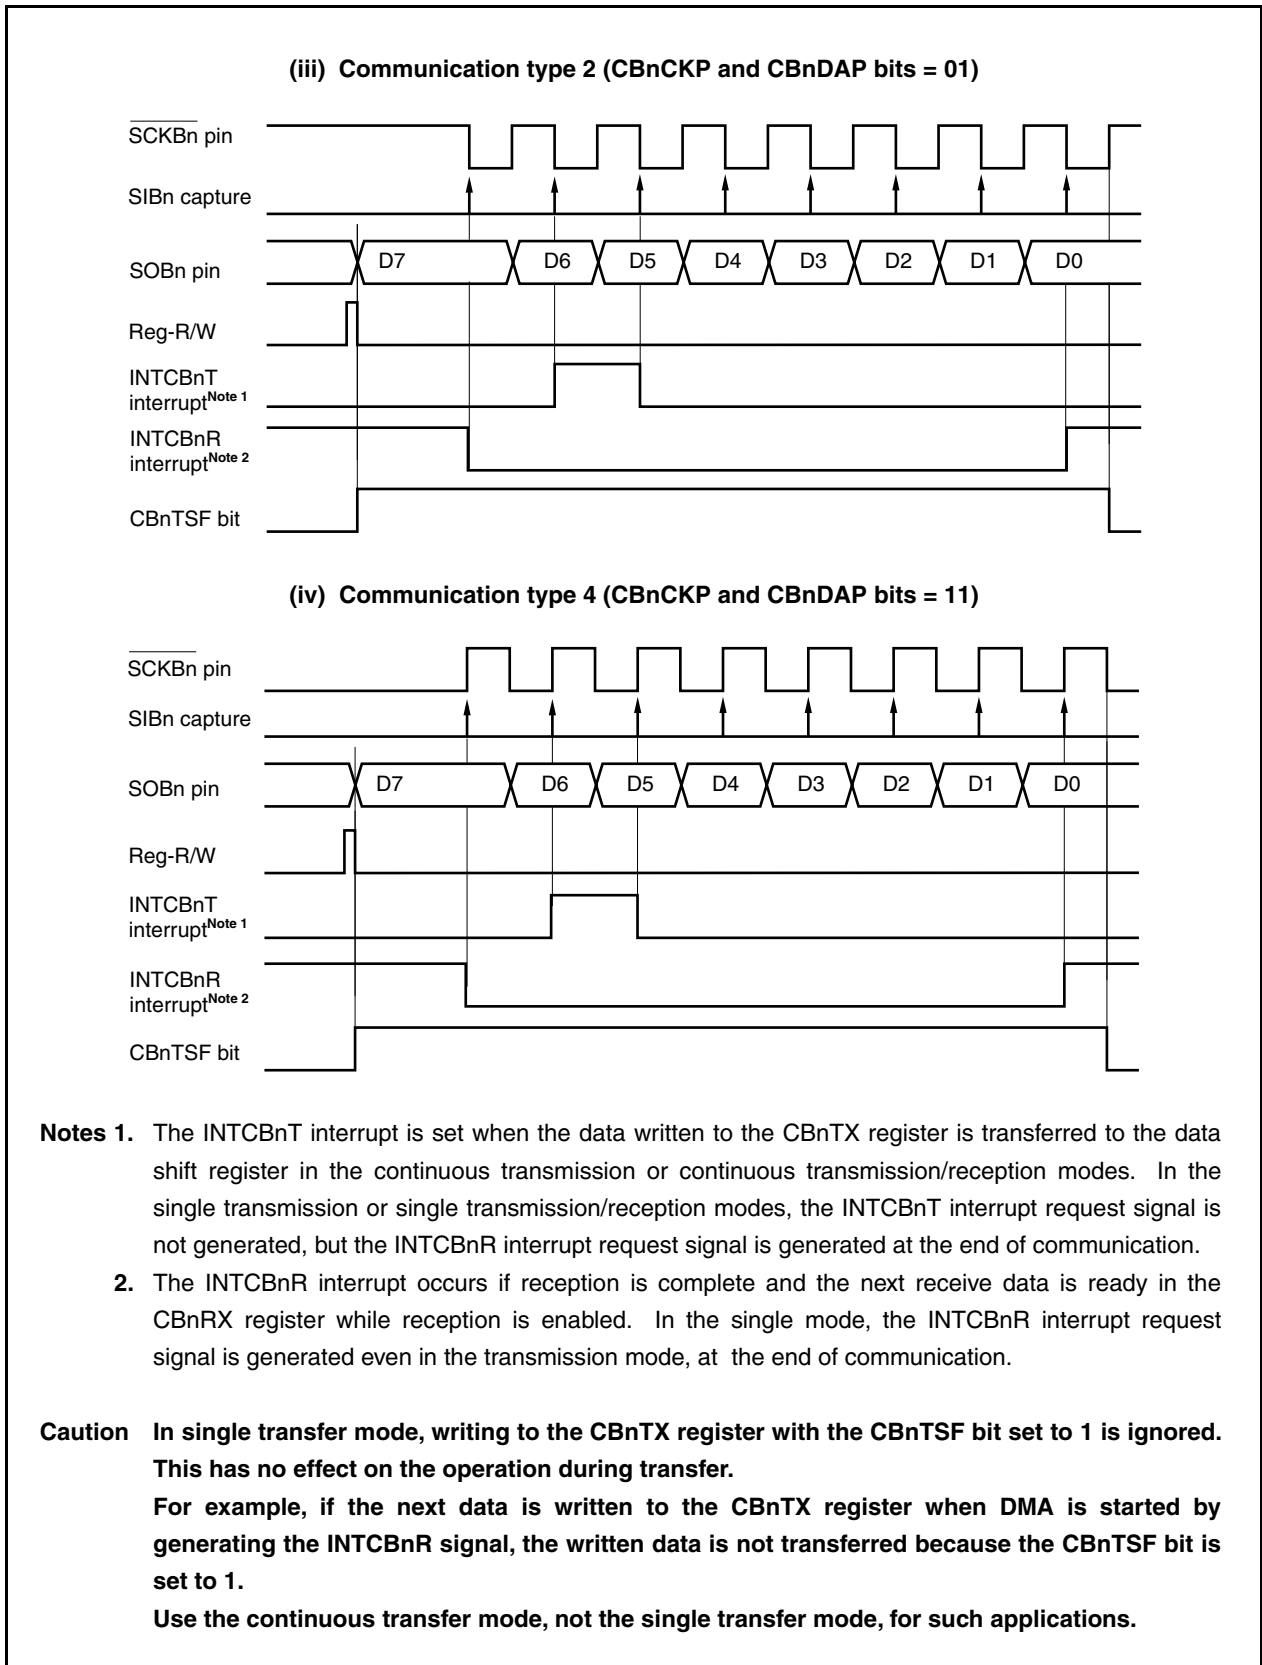 (iii) Communication type 2 (CBnCKP and CBnDAP bits = 01)
SCKBn pin
SIBn capture
SOBn pin
D7 D6 D5 D4 D3 D2 D1 D0
Reg-R/W
INTCBnT
interruptNote 1
INTCBnR
interruptNote 2
CBnTSF bit
(iv) Communication type 4 (CBnCKP and CBnDAP bits = 11)
SCKBn pin
SIBn capture
SOBn pin
D7 D6 D5 D4 D3 D2 D1 D0
Reg-R/W
INTCBnT
interruptNote 1
INTCBnR
interruptNote 2
CBnTSF bit
Notes 1. The INTCBnT interrupt is set when the data written to the CBnTX register is transferred to the data
shift register in the continuous transmission or continuous transmission/reception modes. In the
single transmission or single transmission/reception modes, the INTCBnT interrupt request signal is
not generated, but the INTCBnR interrupt request signal is generated at the end of communication.
2. The INTCBnR interrupt occurs if reception is complete and the next receive data is ready in the
CBnRX register while reception is enabled. In the single mode, the INTCBnR interrupt request
signal is generated even in the transmission mode, at the end of communication.
Caution In single transfer mode, writing to the CBnTX register with the CBnTSF bit set to 1 is ignored.
This has no effect on the operation during transfer.
For example, if the next data is written to the CBnTX register when DMA is started by
generating the INTCBnR signal, the written data is not transferred because the CBnTSF bit is
set to 1.
Use the continuous transfer mode, not the single transfer mode, for such applications.